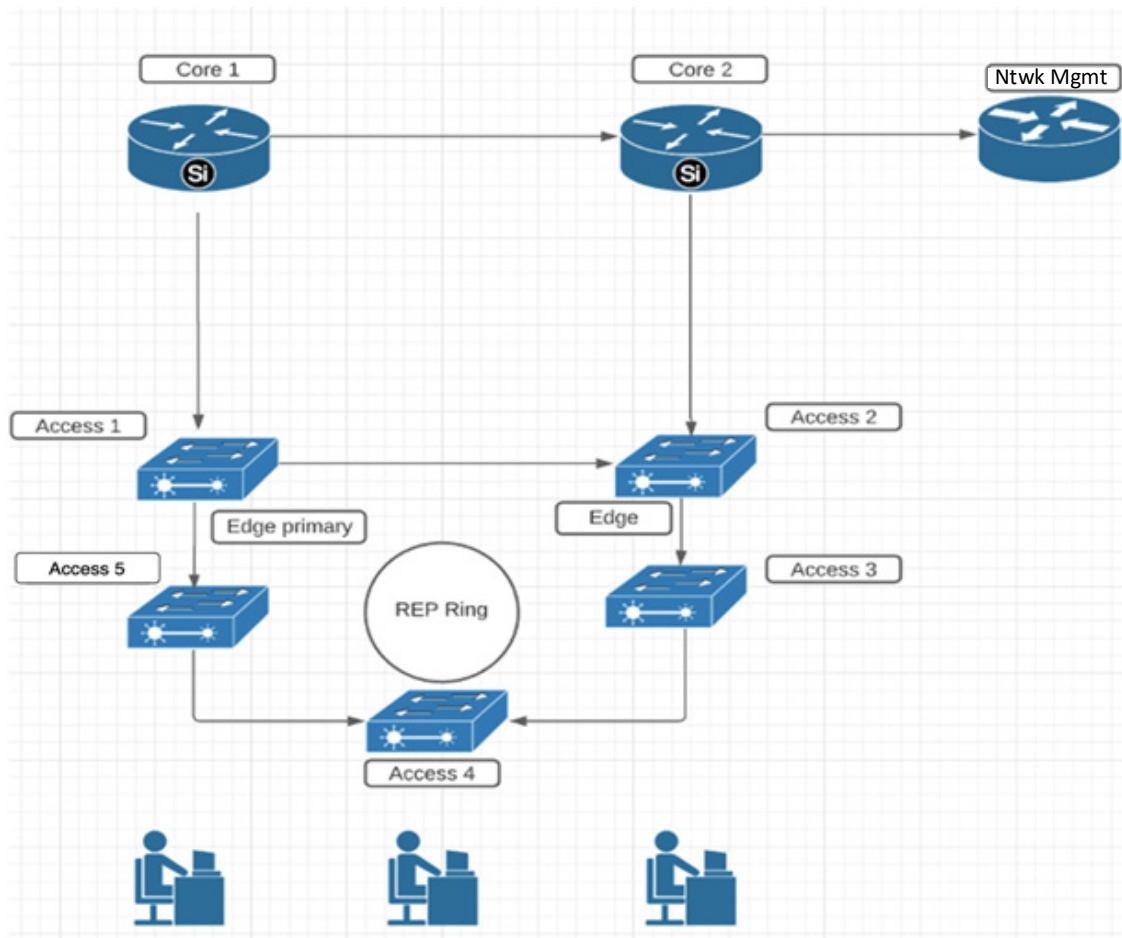 Core 1
Core 2
Ntwk Mgmt
Si
Si
Access 1
Access 2
Edge primary
Edge
Access 5
Access 3
REP Ring
Access 4